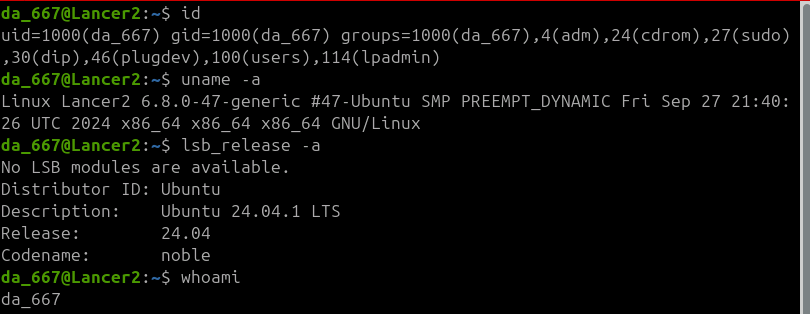 da_667@Lancer2:~$ id
uid=1000(da_667) gid=1000(da_667) groups=1000(da_667),4(adm),24(cdrom),27(sudo)
,30(dip),46(plugdev),100(users),114(lpadmin)
da_667@Lancer2:~$ uname -a
Linux Lancer2 6.8.0-47-generic #47-Ubuntu SMP PREEMPT_DYNAMIC Fri Sep 27 21:40:
26 UTC 2024 x86_64 x86_64 x86_64 GNU/Linux
da_667@Lancer2:~$ lsb_release -a
No LSB modules are available.
Distributor ID: Ubuntu
Description:    Ubuntu 24.04.1 LTS
Release:        24.04
Codename:       noble
da_667@Lancer2:~$ whoami
da_667